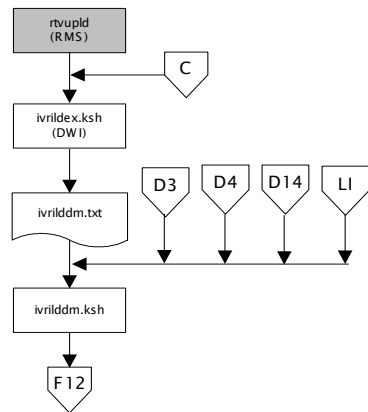 rtvupld
(RMS)
C
ivrildex.ksh
(DWI)
D3 D4 D14 LI
ivrilddm.txt
ivrilddm.ksh
F12